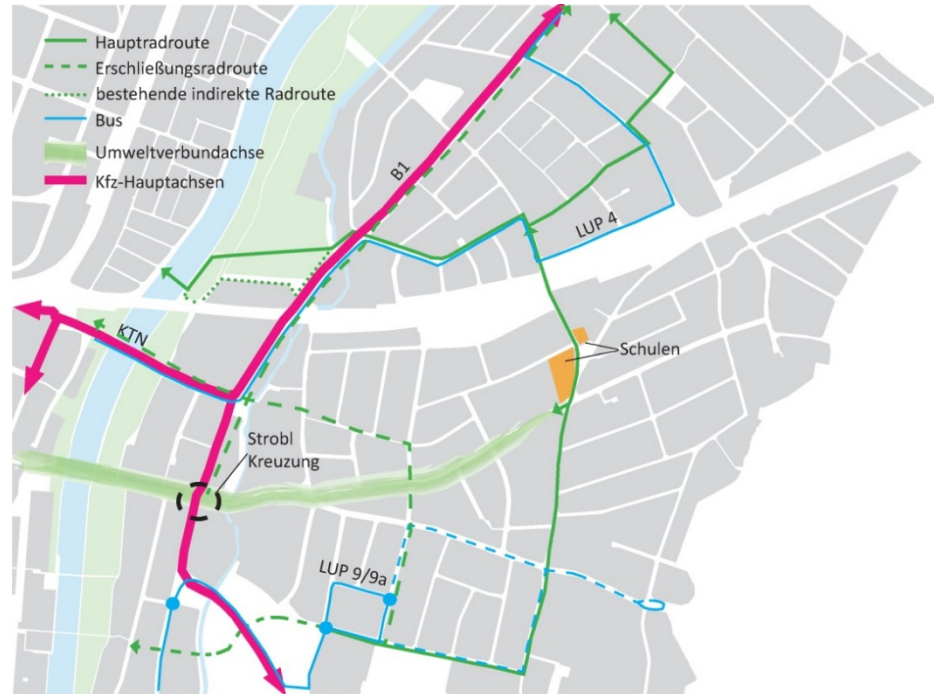 Hauptradroute
Erschließungsradroute
bestehende indirekte Radroute
Bus
Umweltverbundachse
Kfz-Hauptachsen
B1
LUP 4
KTN
Schulen
Strobl
Kreuzung
LUP 9/9a